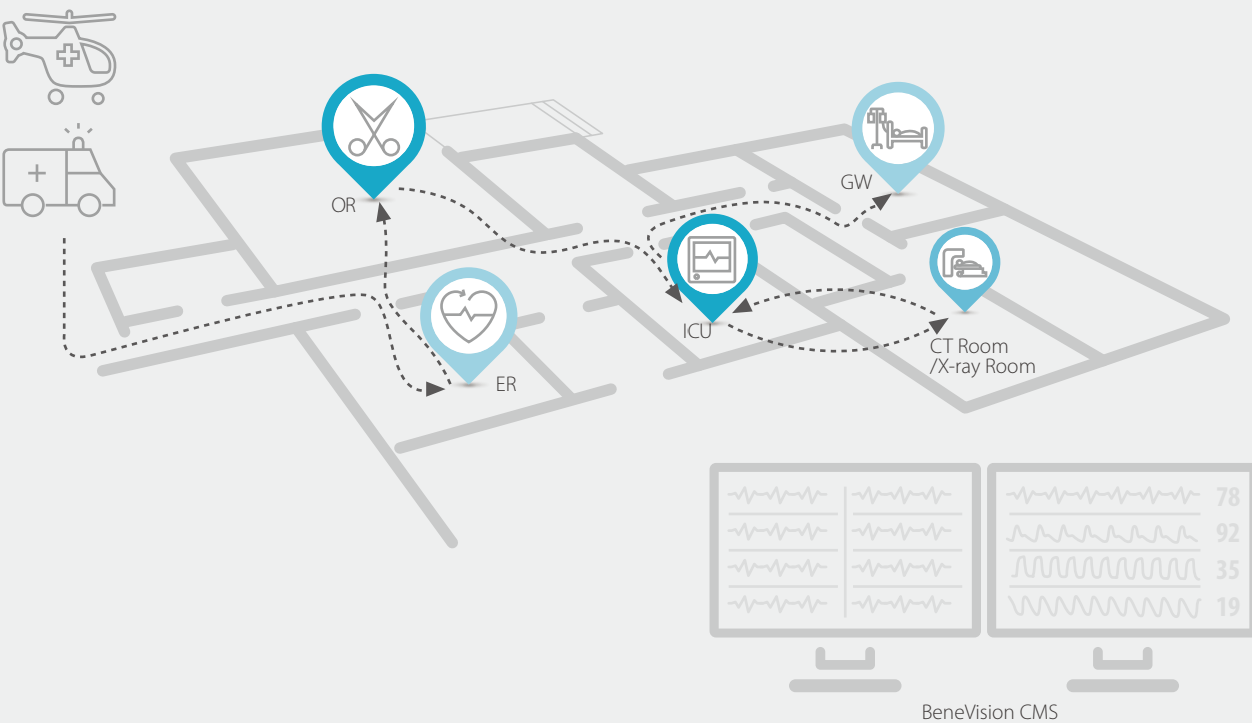 OR
GW
ICU
CT Room
/X-ray Room
ER
78
92
35
19
BeneVision CMS